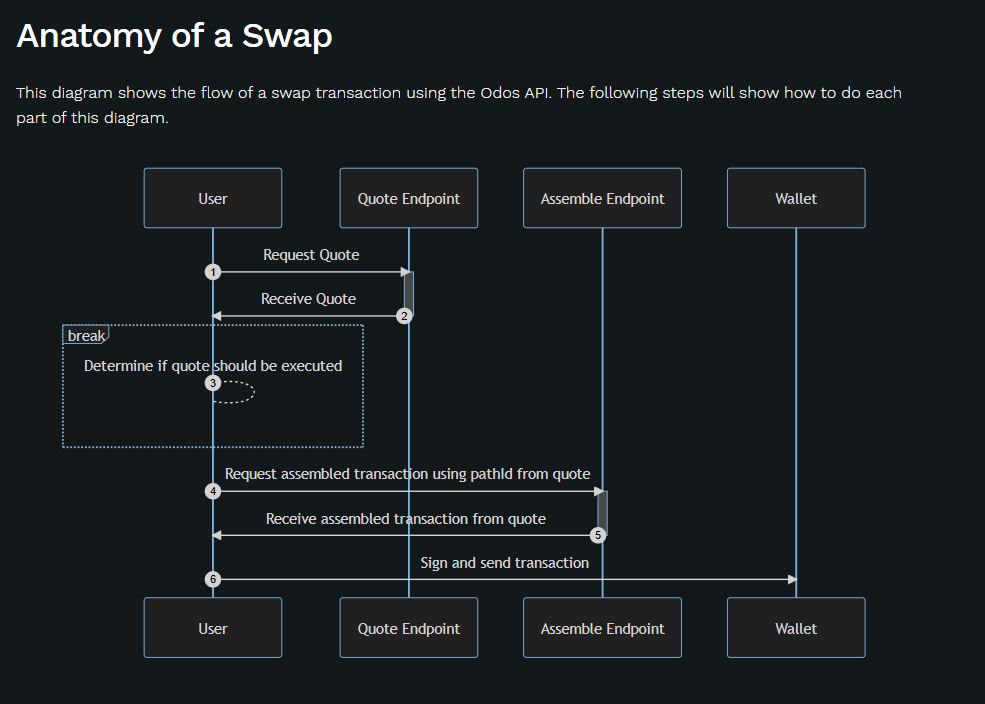 Anatomy of a Swap
This diagram shows the flow of a swap transaction using the Odos API. The following steps will show how to do each
part of this diagram.
User
Quote Endpoint
Assemble Endpoint
Wallet
Request Quote
1
Receive Quote
2
break
Determine if quote should be executed
3
Request assembled transaction using pathId from quote
4
Receive assembled transaction from quote
5
Sign and send transaction
6
User
Quote Endpoint
Assemble Endpoint
Wallet